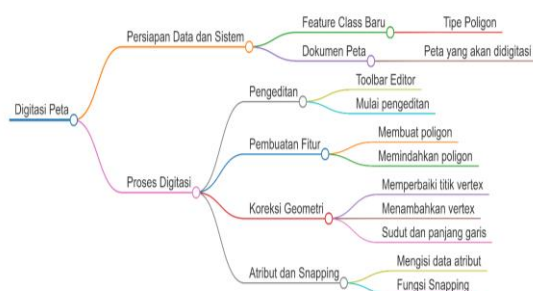 Digitasi Peta
Persiapan Data dan Sistem
Feature Class Baru
Tipe Poligon
Dokumen Peta
Peta yang akan didigitasi
Proses Digitasi
Pengeditan
Toolbar Editor
Mulai pengeditan
Pembuatan Fitur
Membuat poligon
Memindahkan poligon
Koreksi Geometri
Memperbaiki titik vertex
Menambahkan vertex
Sudut dan panjang garis
Atribut dan Snapping
Mengisi data atribut
Fungsi Snapping